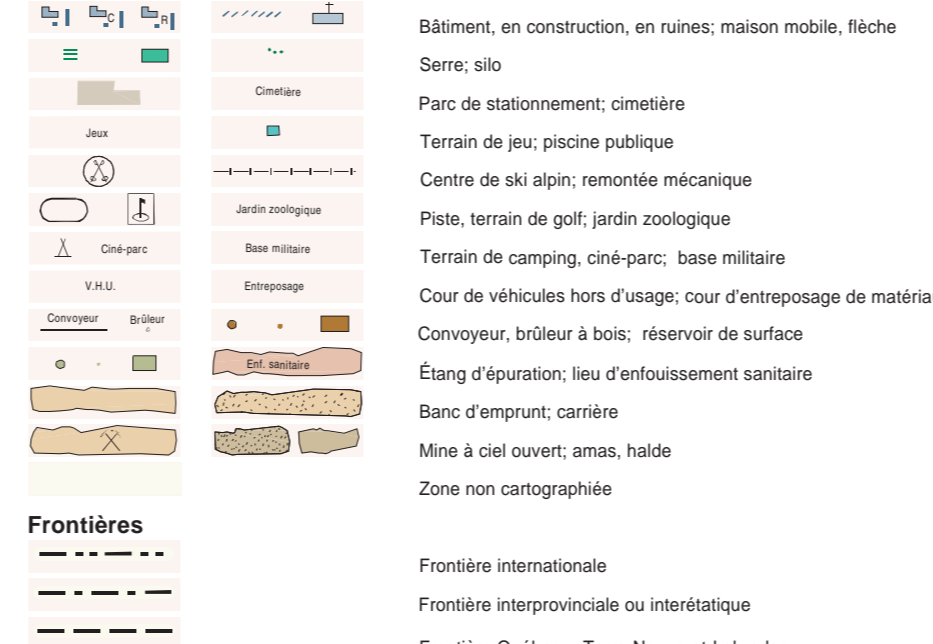 C R Bâtiment, en construction, en ruines; maison mobile, flèche
Serre; silo
Cimetière Parc de stationnement; cimetière
Jeux Terrain de jeu; piscine publique
Centre de ski alpin; remontée mécanique
Jardin zoologique Piste, terrain de golf; jardin zoologique
Ciné-parc Base militaire Terrain de camping, ciné-parc; base militaire
V.H.U. Entreposage Cour de véhicules hors d'usage; cour d'entreposage de matéria
Convoyeur Brûleur Convoyeur, brûleur à bois; réservoir de surface
Enf. sanitaire Étang d'épuration; lieu d'enfouissement sanitaire
Banc d'emprunt; carrière
Mine à ciel ouvert; amas, halde
Zone non cartographiée
Frontières
Frontière internationale
Frontière interprovinciale ou interétatique